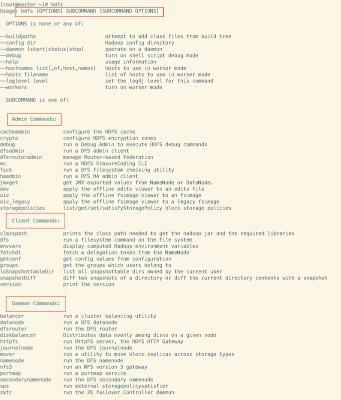 [root@master ~]# hdfs
Usage: hdfs [OPTIONS] SUBCOMMAND [SUBCOMMAND OPTIONS]
OPTIONS is none or any of:
--buildpaths attempt to add class files from build tree
--config dir Hadoop config directory
--daemon (start|status|stop) operate on a daemon
--debug turn on shell script debug mode
--help usage information
--hostnames list[,of,host,names] hosts to use in worker mode
--hosts filename list of hosts to use in worker mode
--loglevel level set the log4j level for this command
--workers turn on worker mode
SUBCOMMAND is one of:
Admin Commands:
cacheadmin configure the HDFS cache
crypto configure HDFS encryption zones
debug run a Debug Admin to execute HDFS debug commands
dfsadmin run a DFS admin client
dfsrouteradmin manage Router-based federation
ec run a HDFS ErasureCoding CLI
fsck run a DFS filesystem checking utility
haadmin run a DFS HA admin client
jmxget get JMX exported values from NameNode or DataNode.
oev apply the offline edits viewer to an edits file
oiv apply the offline fsimage viewer to an fsimage
oiv_legacy apply the offline fsimage viewer to a legacy fsimage
storagepolicies list/get/set/satisfyStoragePolicy block storage policies
Client Commands:
classpath prints the class path needed to get the hadoop jar and the required libraries
dfs run a filesystem command on the file system
envvars display computed Hadoop environment variables
fetchdt fetch a delegation token from the NameNode
getconf get config values from configuration
groups get the groups which users belong to
lsSnapshottableDir list all snapshottable dirs owned by the current user
snapshotDiff diff two snapshots of a directory or diff the current directory contents with a snapshot
version print the version
Daemon Commands:
balancer run a cluster balancing utility
datanode run a DFS datanode
dfsrouter run the DFS router
diskbalancer Distributes data evenly among disks on a given node
httpfs run HttpFS server, the HDFS HTTP Gateway
journalnode run the DFS journalnode
mover run a utility to move block replicas across storage types
namenode run the DFS namenode
nfs3 run an NFS version 3 gateway
portmap run a portmap service
secondarynamenode run the DFS secondary namenode
sps run external storagepolicysatisfier
zkfc run the ZK Failover Controller daemon